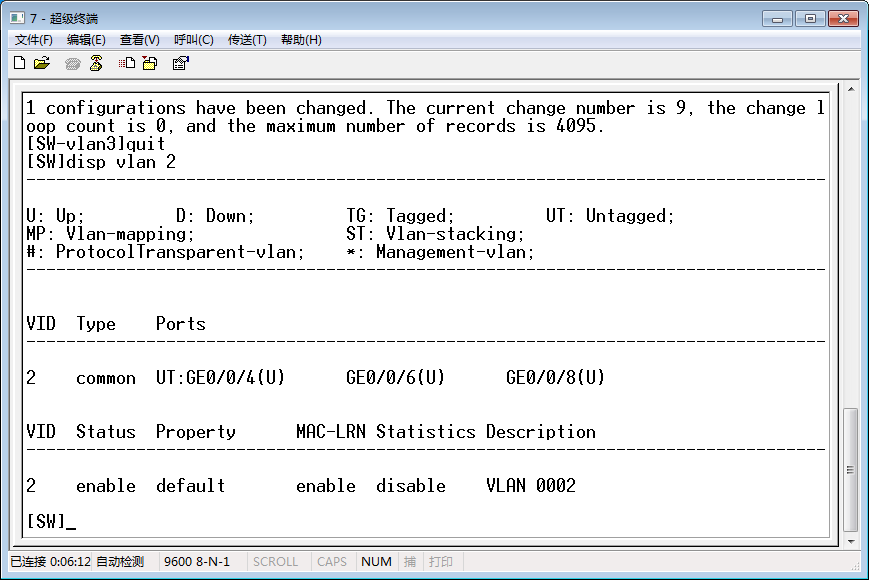 7 - 超级终端
文件(F) 编辑(E) 查看(V) 呼叫(C) 传送(T) 帮助(H)
1 configurations have been changed. The current change number is 9, the change l
oop count is 0, and the maximum number of records is 4095.
[SW-vlan3]quit
[SW]disp vlan 2
--------------------------------------------------------------------------------
U: Up; D: Down; TG: Tagged; UT: Untagged;
MP: Vlan-mapping; ST: Vlan-stacking;
#: ProtocolTransparent-vlan; *: Management-vlan;
--------------------------------------------------------------------------------
VID Type Ports
--------------------------------------------------------------------------------
2 common UT:GE0/0/4(U) GE0/0/6(U) GE0/0/8(U)
VID Status Property MAC-LRN Statistics Description
--------------------------------------------------------------------------------
2 enable default enable disable VLAN 0002
[SW]_
已连接 0:06:12 自动检测 9600 8-N-1 SCROLL CAPS NUM 捕 打印